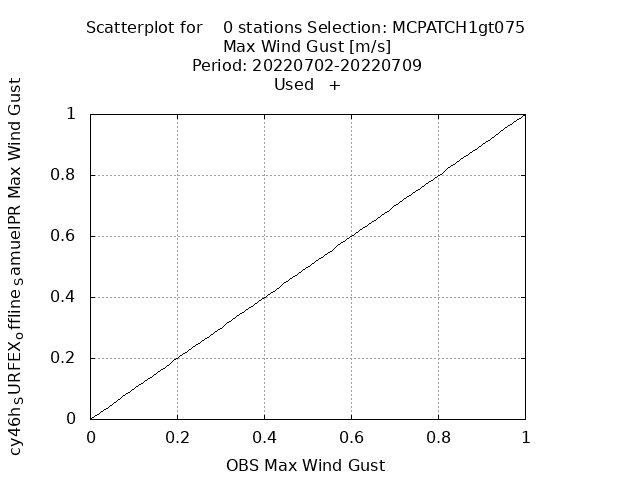 Scatterplot for    0 stations Selection: MCPATCH1gt075
Max Wind Gust [m/s]
Period: 20220702-20220709
Used   +
cy46h_sURFEX_offline_samuelPR Max Wind Gust
1
0.8
0.6
0.4
0.2
0
0 0.2 0.4 0.6 0.8 1
OBS Max Wind Gust